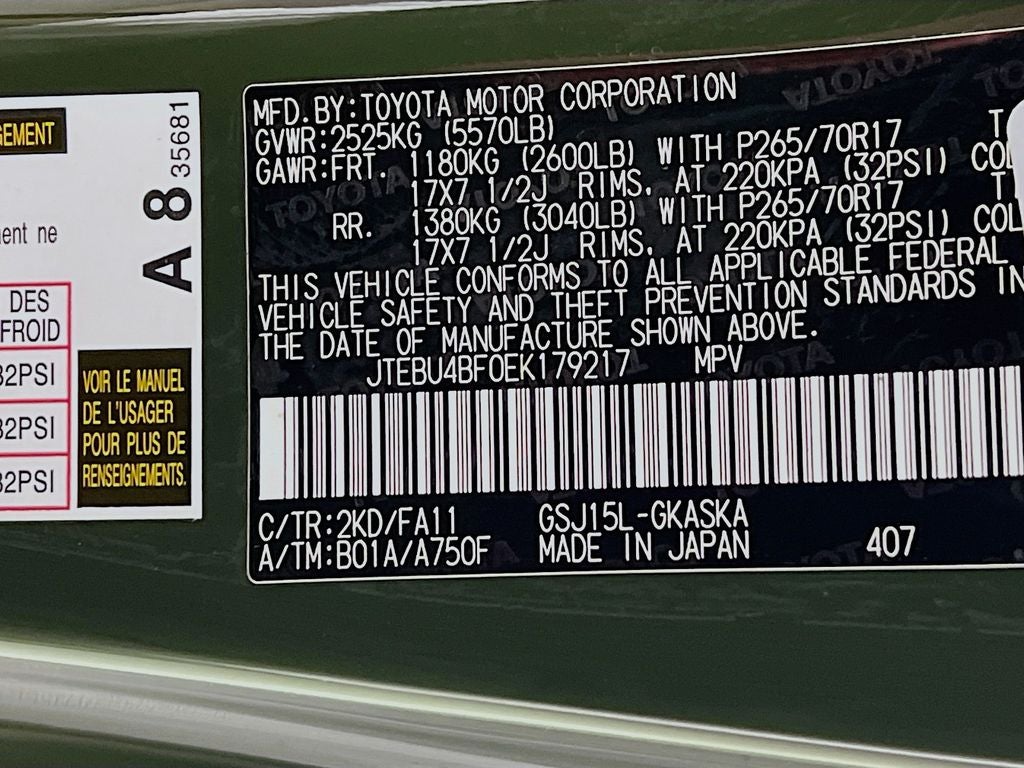 GEMENT
ment ne
DES
FROID
32PSI
32PSI
32PSI
A 8 35681
VOIR LE MANUEL
DE L'USAGER
POUR PLUS DE
RENSEIGNEMENTS.
MFD.BY:TOYOTA MOTOR CORPORATION
GVWR:2525KG (5570LB)
GAWR:FRT. 1180KG (2600LB) WITH P265/70R17 T
17X7 1/2J RIMS, AT 220KPA (32PSI) COL
RR. 1380KG (3040LB) WITH P265/70R17 T
17X7 1/2J RIMS, AT 220KPA (32PSI) COL
THIS VEHICLE CONFORMS TO ALL APPLICABLE FEDERAL
VEHICLE SAFETY AND THEFT PREVENTION STANDARDS IN
THE DATE OF MANUFACTURE SHOWN ABOVE.
JTEBU4BF0EK179217 MPV
C/TR:2KD/FA11 GSJ15L-GKASKA
A/TM:B01A/A750F MADE IN JAPAN 407